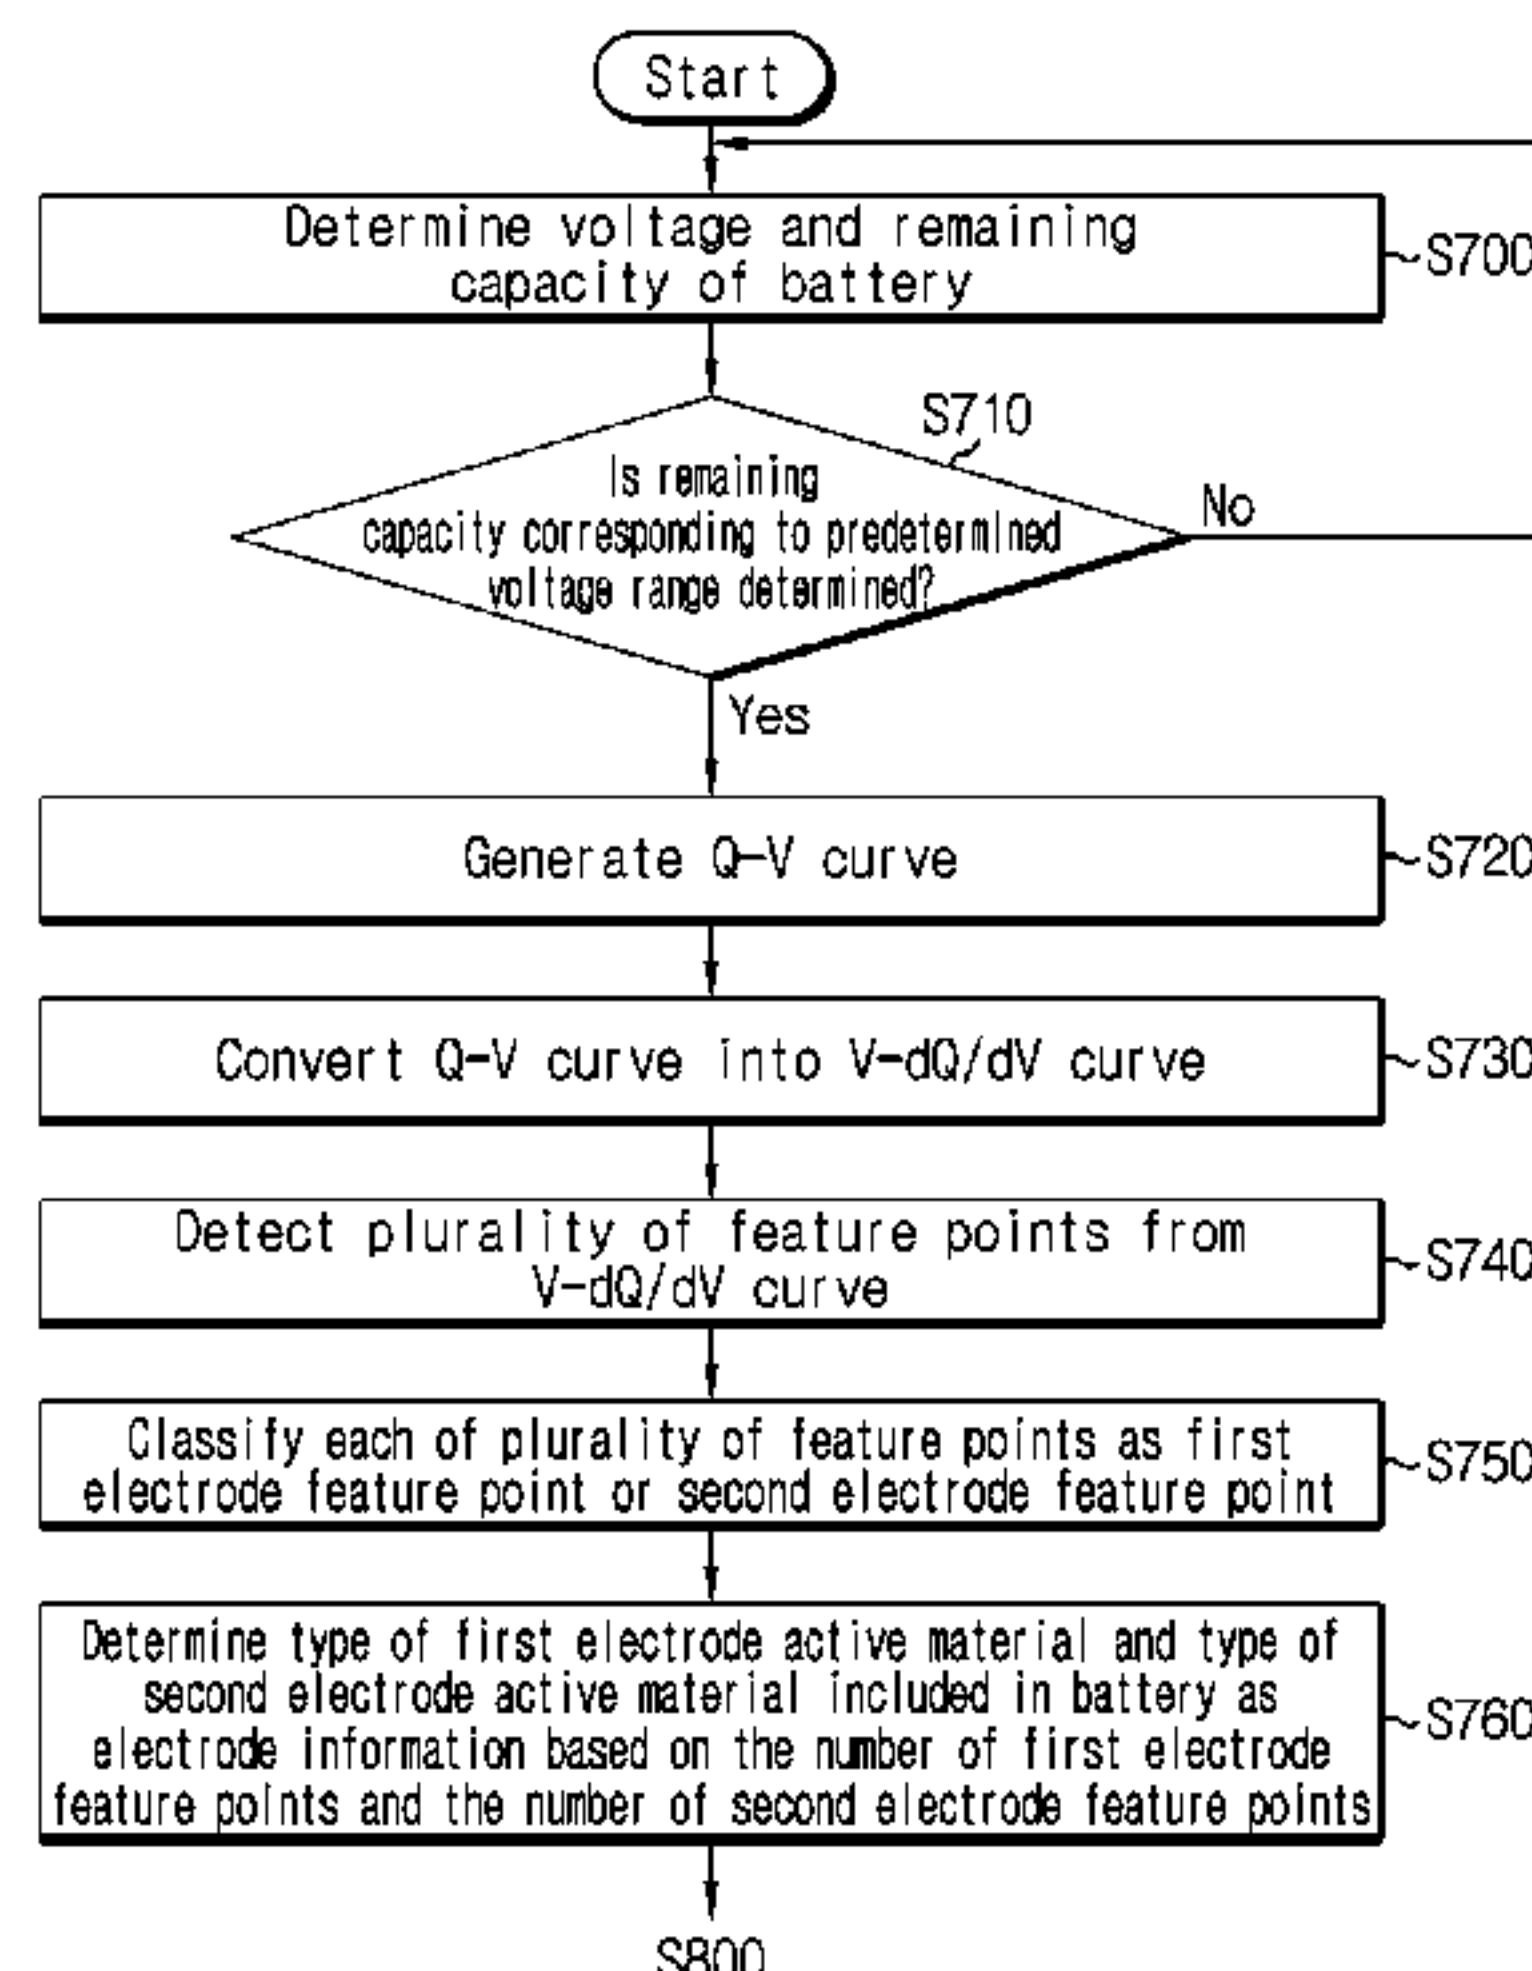 Start
Determine voltage and remaining
capacity of battery
S700
S710
Is remaining
capacity corresponding to predetermined
voltage range determined?
No
Yes
Generate Q-V curve
S720
Convert Q-V curve into V-dQ/dV curve
S730
Detect plurality of feature points from
V-dQ/dV curve
S740
Classify each of plurality of feature points as first
electrode feature point or second electrode feature point
S750
Determine type of first electrode active material and type of
second electrode active material included in battery as
electrode information based on the number of first electrode
feature points and the number of second electrode feature points
S760
S800